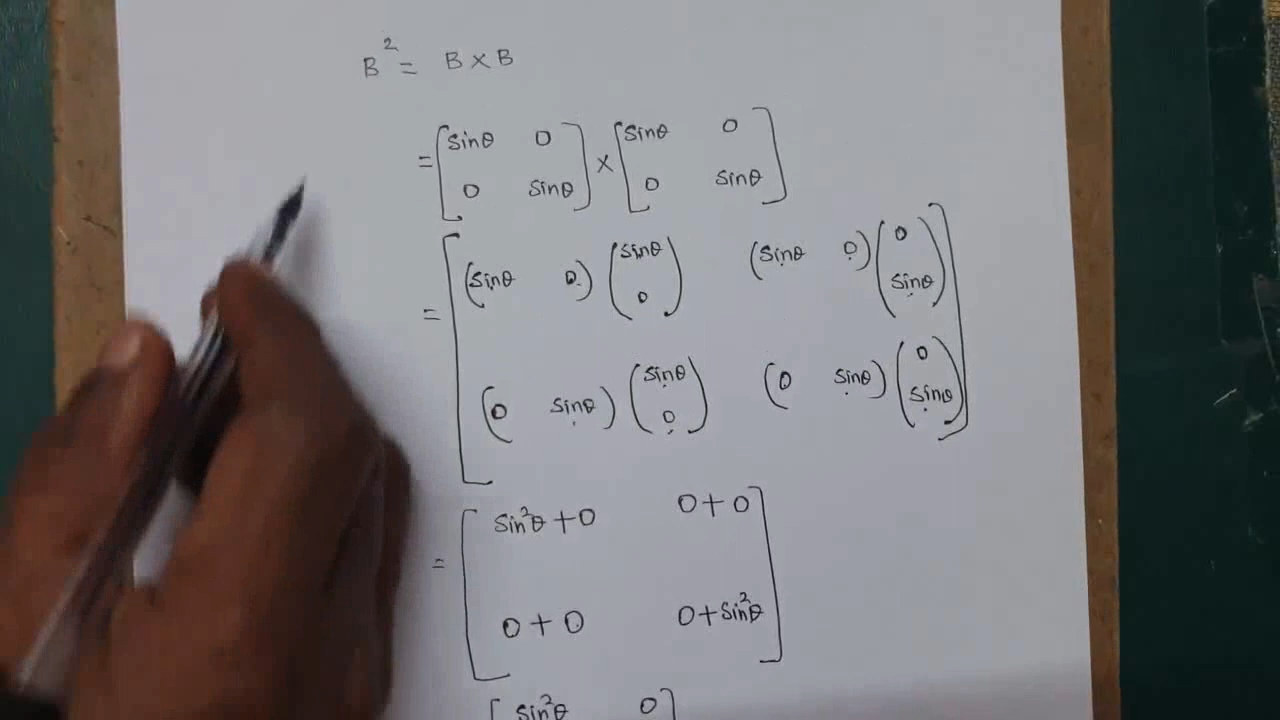 B² = B × B
= [sinθ 0] × [sinθ 0]
[0 sinθ] [0 sinθ]
= [(sinθ 0) (sinθ (sinθ 0) (0
0) sinθ)
(0 sinθ) (sinθ (0 sinθ) (0
0) sinθ)]
= [sin²θ + 0 0 + 0
0 + 0 0 + sin²θ]
[sin²θ 0]